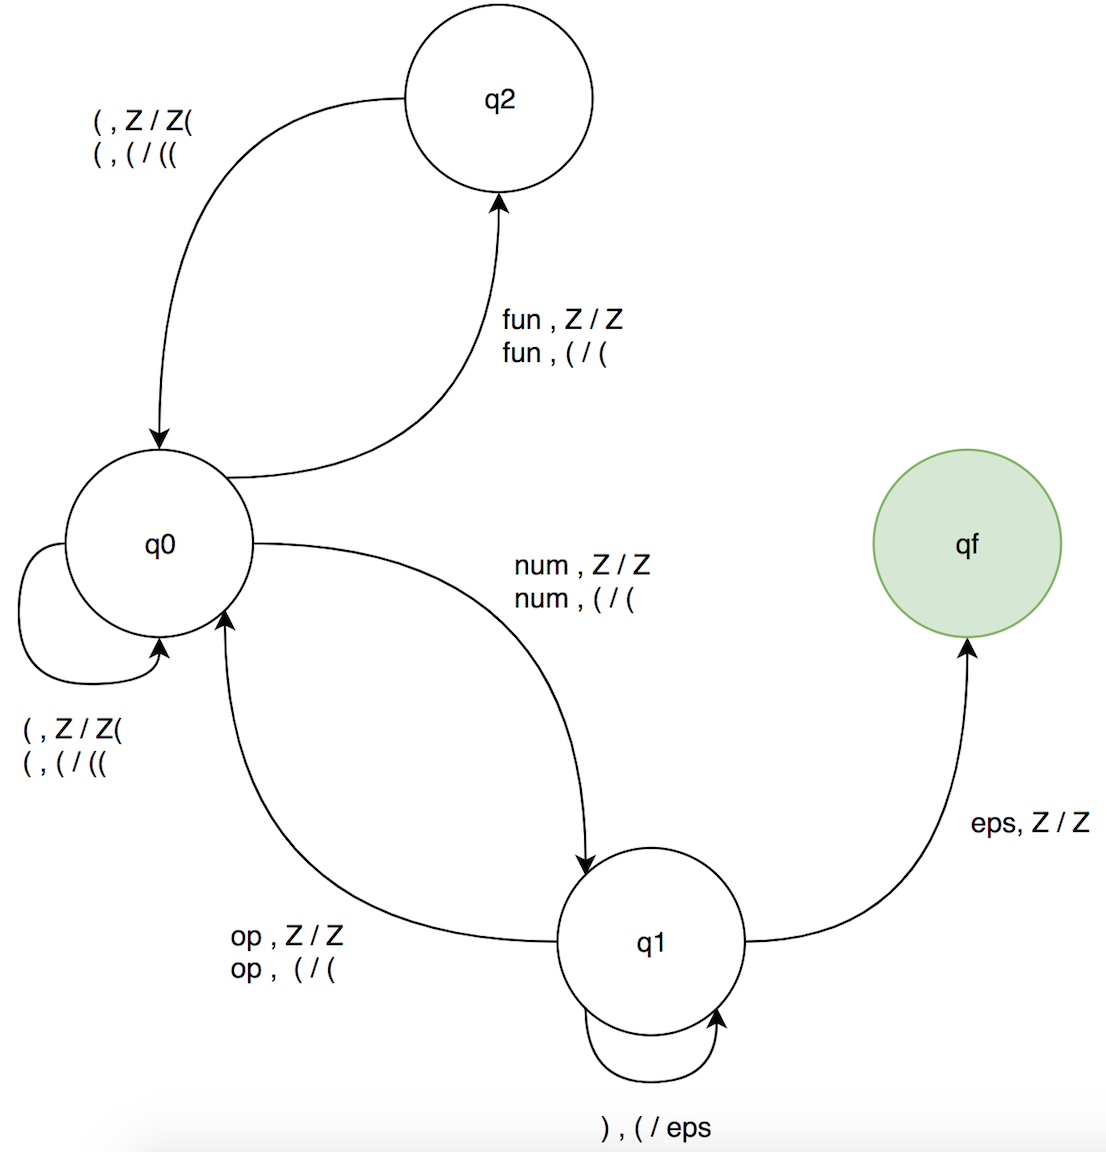 q2
( , Z / Z(
( , ( / ((
fun , Z / Z
fun , ( / (
q0
qf
num , Z / Z
num , ( / (
( , Z / Z(
( , ( / ((
eps, Z / Z
op , Z / Z
op , ( / (
q1
) , ( / eps